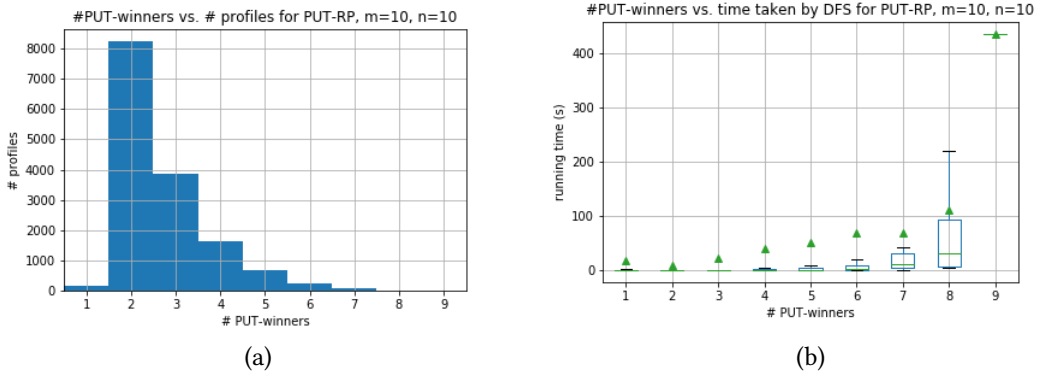 #PUT-winners vs. # profiles for PUT-RP, m=10, n=10
8000
7000
6000
5000
4000
3000
2000
1000
0
# profiles
1 2 3 4 5 6 7 8 9
# PUT-winners
(a)
#PUT-winners vs. time taken by DFS for PUT-RP, m=10, n=10
400
300
200
100
0
running time (s)
1 2 3 4 5 6 7 8 9
# PUT-winners
(b)